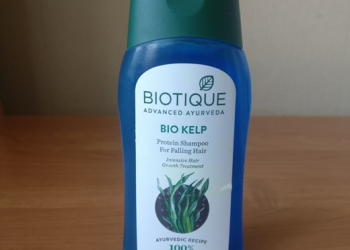 BIOTIQUE
ADVANCED AYURVEDA
BIO KELP
Protein Shampoo
For Falling Hair
Intensive Hair
Growth Treatment
AYURVEDIC RECIPE
100%